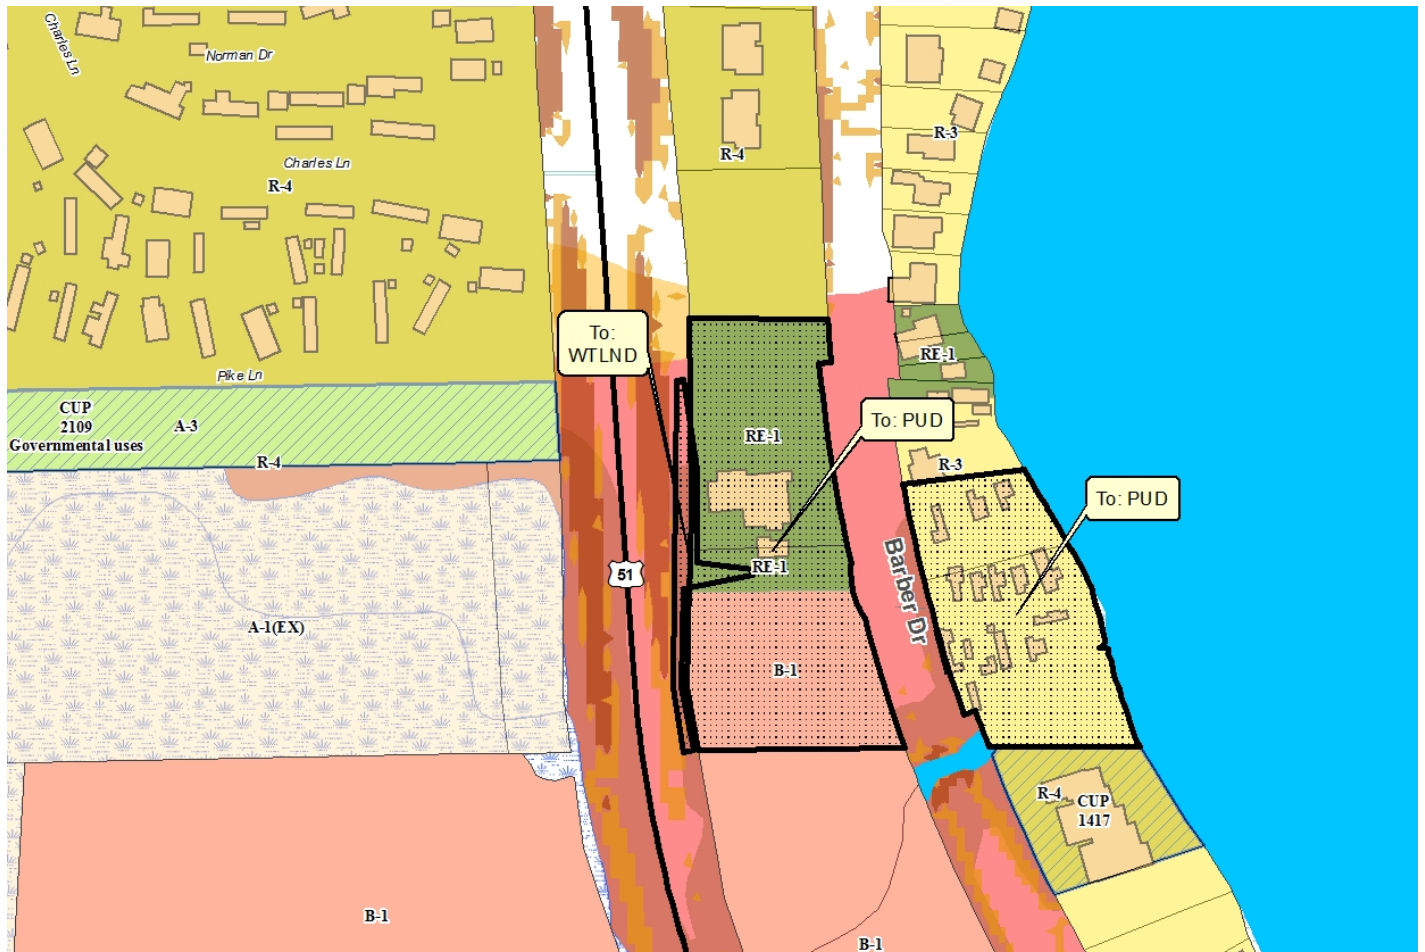 Charles Ln
Norman Dr
R-4
R-3
Charles Ln
R-4
To:
WTLND
RE-1
Pike Ln
CUP
2109
Governmental uses
A-3
To: PUD
RE-1
R-4
R-3
To: PUD
51
RE-1
Barber Dr
A-1(EX)
B-1
R-4
CUP
1417
B-1
B-1